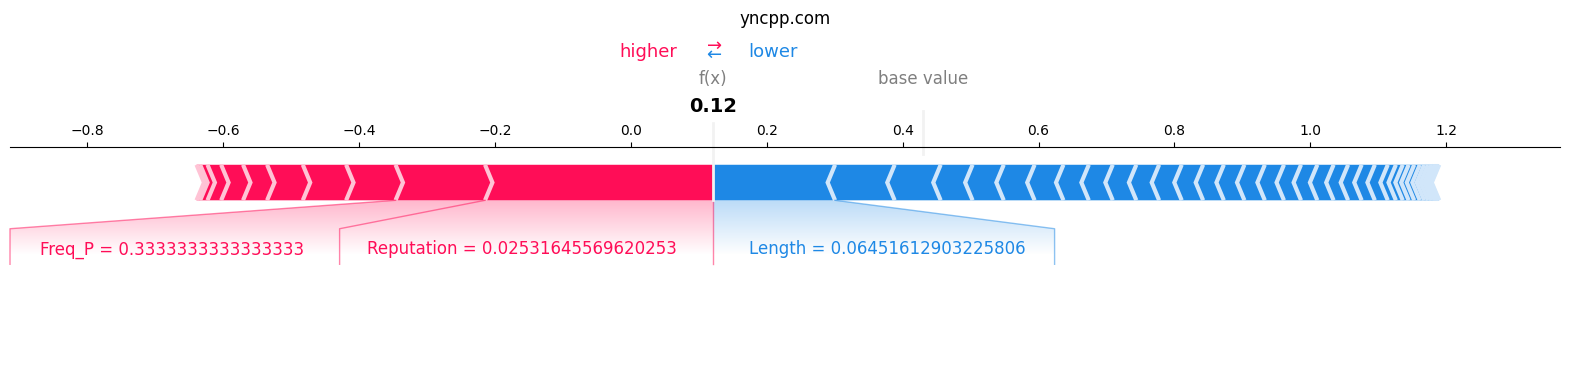 yncpp.com
higher ⇄ lower
f(x) base value
0.12
−0.8 −0.6 −0.4 −0.2 0.0 0.2 0.4 0.6 0.8 1.0 1.2
Freq_P = 0.3333333333333333 Reputation = 0.02531645569620253 Length = 0.06451612903225806